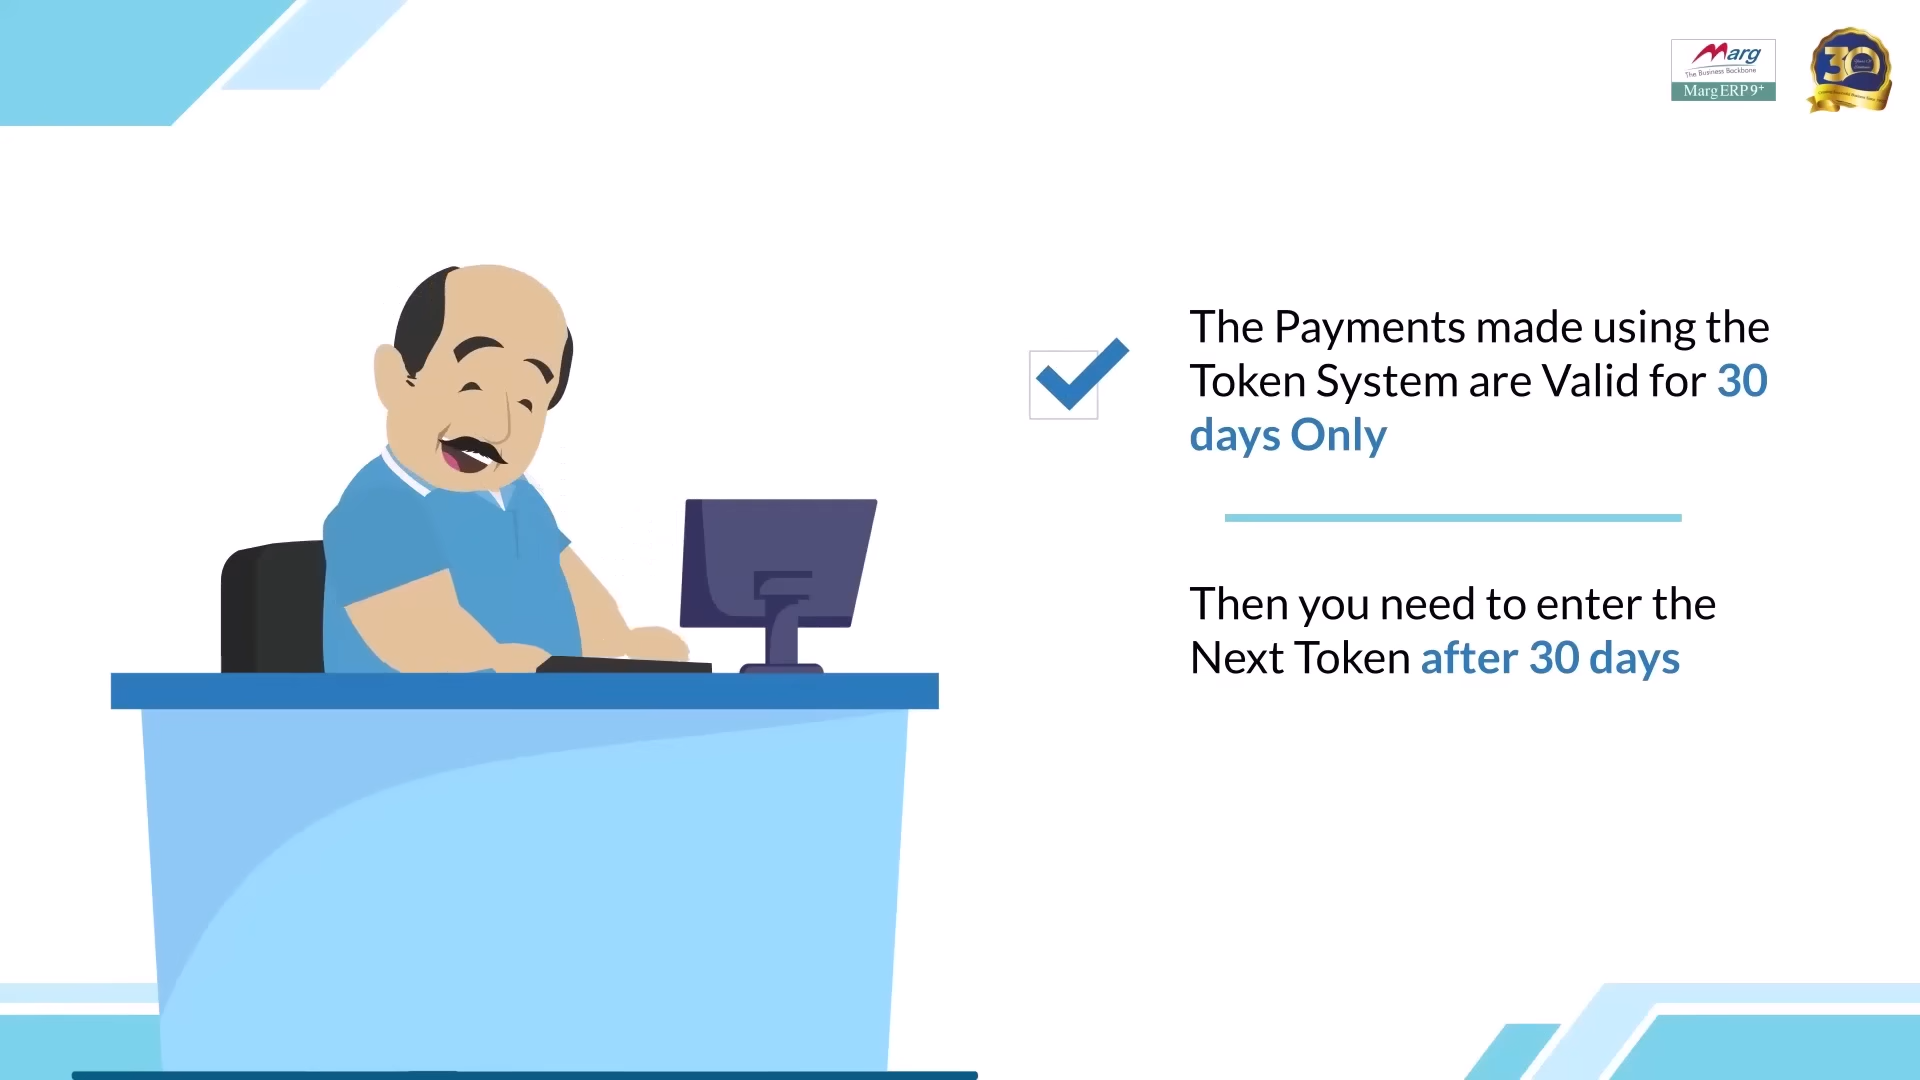 Marg
The Business Backbone
Marg ERP 9+
30
The Payments made using the
Token System are Valid for 30
days Only
Then you need to enter the
Next Token after 30 days